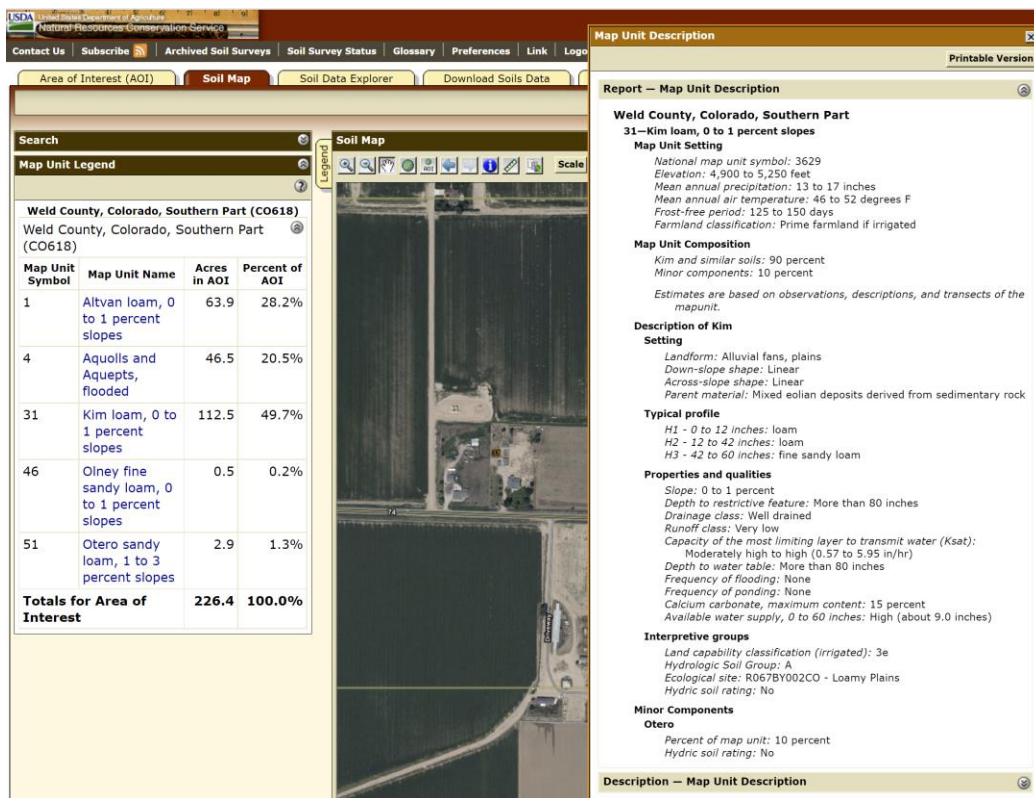 USDA United States Department of Agriculture
Natural Resources Conservation Service
Contact Us | Subscribe | Archived Soil Surveys | Soil Survey Status | Glossary | Preferences | Link | Logo
Area of Interest (AOI)
Soil Map
Soil Data Explorer
Download Soils Data
Search
Map Unit Legend
Weld County, Colorado, Southern Part (CO618)
Weld County, Colorado, Southern Part
(CO618)
Map Unit Symbol Map Unit Name Acres in AOI Percent of AOI
1 Altvan loam, 0 63.9 28.2%
to 1 percent
slopes
4 Aquolls and 46.5 20.5%
Aquepts,
flooded
31 Kim loam, 0 to 112.5 49.7%
1 percent
slopes
46 Olney fine 0.5 0.2%
sandy loam, 0
to 1 percent
slopes
51 Otero sandy 2.9 1.3%
loam, 1 to 3
percent slopes
Totals for Area of 226.4 100.0%
Interest
Legend
Soil Map
AOI
Scale
74
Driveway
Map Unit Description
Printable Version
Report — Map Unit Description
Weld County, Colorado, Southern Part
31—Kim loam, 0 to 1 percent slopes
Map Unit Setting
National map unit symbol: 3629
Elevation: 4,900 to 5,250 feet
Mean annual precipitation: 13 to 17 inches
Mean annual air temperature: 46 to 52 degrees F
Frost-free period: 125 to 150 days
Farmland classification: Prime farmland if irrigated
Map Unit Composition
Kim and similar soils: 90 percent
Minor components: 10 percent
Estimates are based on observations, descriptions, and transects of the
mapunit.
Description of Kim
Setting
Landform: Alluvial fans, plains
Down-slope shape: Linear
Across-slope shape: Linear
Parent material: Mixed eolian deposits derived from sedimentary rock
Typical profile
H1 - 0 to 12 inches: loam
H2 - 12 to 42 inches: loam
H3 - 42 to 60 inches: fine sandy loam
Properties and qualities
Slope: 0 to 1 percent
Depth to restrictive feature: More than 80 inches
Drainage class: Well drained
Runoff class: Very low
Capacity of the most limiting layer to transmit water (Ksat):
Moderately high to high (0.57 to 5.95 in/hr)
Depth to water table: More than 80 inches
Frequency of flooding: None
Frequency of ponding: None
Calcium carbonate, maximum content: 15 percent
Available water supply, 0 to 60 inches: High (about 9.0 inches)
Interpretive groups
Land capability classification (irrigated): 3e
Hydrologic Soil Group: A
Ecological site: R067BY002CO - Loamy Plains
Hydric soil rating: No
Minor Components
Otero
Percent of map unit: 10 percent
Hydric soil rating: No
Description — Map Unit Description